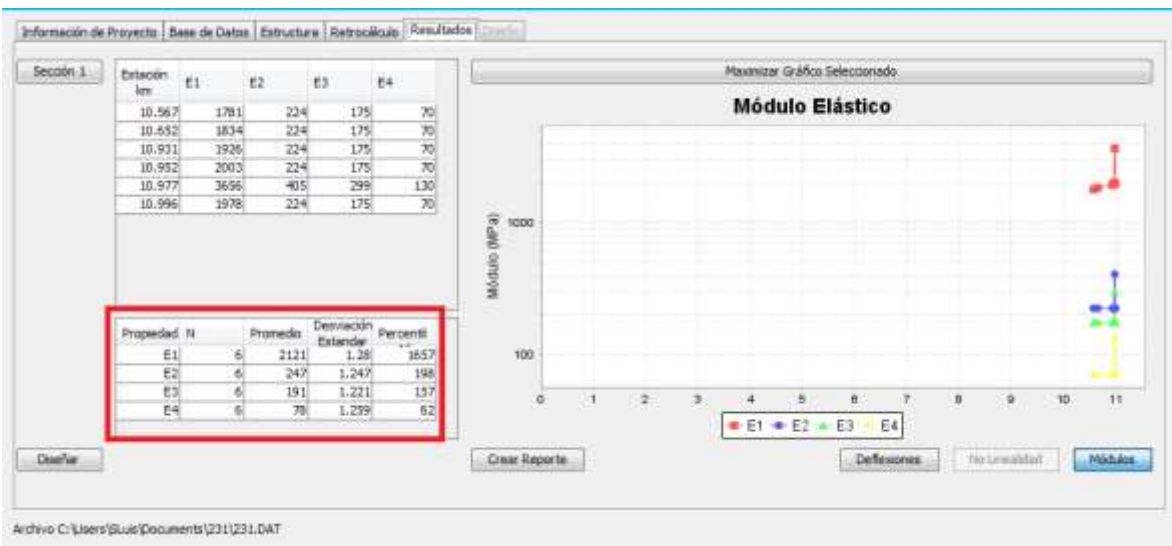 Información de Proyecto Base de Datos Estructura Retrocálculo Resultados Diseño
Sección 1
Maximizar Gráfico Seleccionado
Estación km E1 E2 E3 E4
10.567 1781 224 175 70
10.652 1834 224 175 70
10.931 1926 224 175 70
10.952 2003 224 175 70
10.977 3656 405 299 130
10.996 1978 224 175 70
Propiedad N Promedio Desviación Estandar Percentil
E1 6 2121 1.28 1657
E2 6 247 1.247 198
E3 6 191 1.221 157
E4 6 78 1.259 62
Módulo Elástico
Módulo (MPa)
1000
100
0 1 2 3 4 5 6 7 8 9 10 11
E1 E2 E3 E4
Diseñar
Crear Reporte
Deflexiones
No Linealidad
Módulos
Archivo C:\Users\SLuis\Documents\231\231.DAT